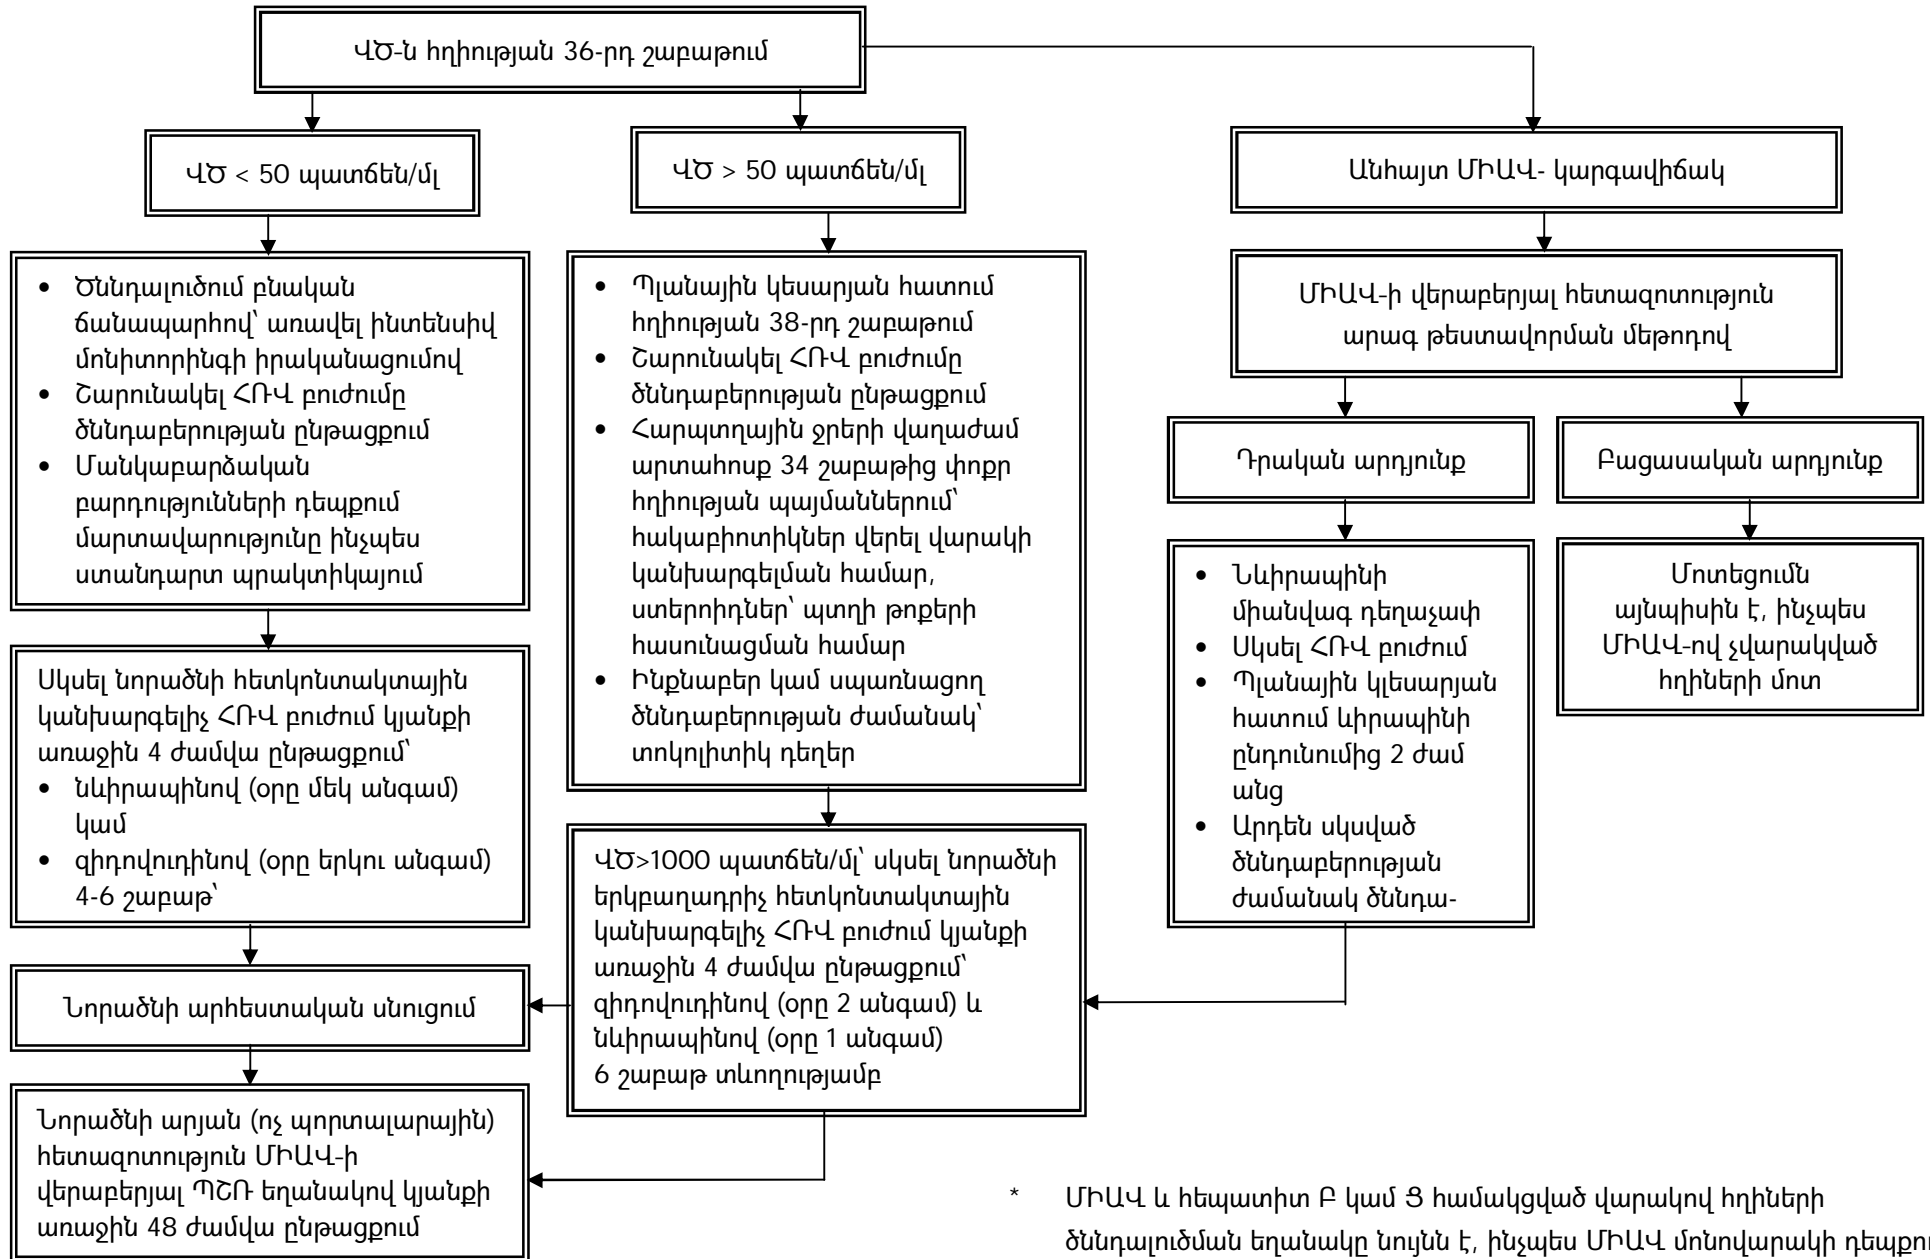 ՎԾ-ն հղիության 36-րդ շաբաթում
ՎԾ < 50 պատճեն/մլ
ՎԾ > 50 պատճեն/մլ
Անհայտ ՄԻԱՎ- կարգավիճակ
• Ծննդալուծում բնական
ճանապարհով՝ առավել ինտենսիվ
մոնիտորինգի իրականացումով
• Շարունակել ՀՌՎ բուժումը
ծննդաբերության ընթացքում
• Մանկաբարձական
բարդությունների դեպքում
մարտավարությունը ինչպես
ստանդարտ պրակտիկայում
• Պլանային կեսարյան հատում
հղիության 38-րդ շաբաթում
• Շարունակել ՀՌՎ բուժումը
ծննդաբերության ընթացքում
• Հարպտղային ջրերի վաղաժամ
արտահոսք 34 շաբաթից փոքր
հղիության պայմաններում՝
հակաբիոտիկներ վերել վարակի
կանխարգելման համար,
ստերոիդներ՝ պտղի թոքերի
հասունացման համար
• Ինքնաբեր կամ սպառնացող
ծննդաբերության ժամանակ՝
տոկոլիտիկ դեղեր
ՄԻԱՎ-ի վերաբերյալ հետազոտություն
արագ թեստավորման մեթոդով
Դրական արդյունք
Բացասական արդյունք
• Նևիրապինի
միանվագ դեղաչափ
• Սկսել ՀՌՎ բուժում
• Պլանային կլեսարյան
հատում ևիրապինի
ընդունումից 2 ժամ
անց
• Արդեն սկսված
ծննդաբերության
ժամանակ ծննդա-
Մոտեցումն
այնպիսին է, ինչպես
ՄԻԱՎ-ով չվարակված
հղիների մոտ
Սկսել նորածնի հետկոնտակտային
կանխարգելիչ ՀՌՎ բուժում կյանքի
առաջին 4 ժամվա ընթացքում՝
• նևիրապինով (օրը մեկ անգամ)
կամ
• զիդովուդինով (օրը երկու անգամ)
4-6 շաբաթ՝
ՎԾ>1000 պատճեն/մլ՝ սկսել նորածնի
երկբաղադրիչ հետկոնտակտային
կանխարգելիչ ՀՌՎ բուժում կյանքի
առաջին 4 ժամվա ընթացքում՝
զիդովուդինով (օրը 2 անգամ) և
նևիրապինով (օրը 1 անգամ)
6 շաբաթ տևողությամբ
Նորածնի արհեստական սնուցում
Նորածնի արյան (ոչ պորտալարային)
հետազոտություն ՄԻԱՎ-ի
վերաբերյալ ՊՇՌ եղանակով կյանքի
առաջին 48 ժամվա ընթացքում
* ՄԻԱՎ և հեպատիտ Բ կամ Ց համակցված վարակով հղիների
ծննդալուծման եղանակը նույնն է, ինչպես ՄԻԱՎ մոնովարակի դեպքո